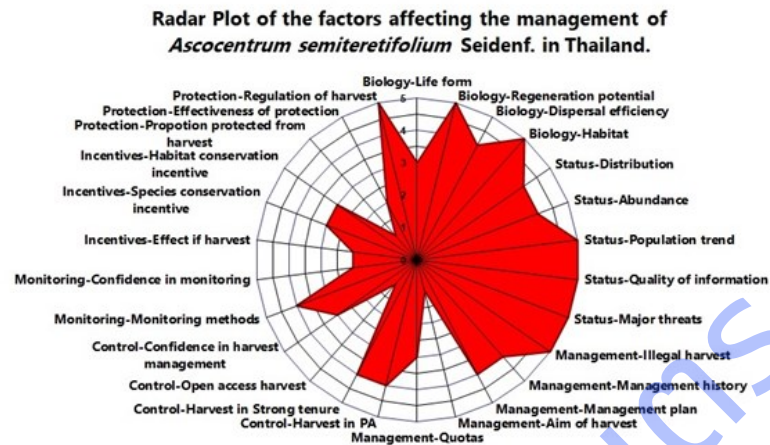 Radar Plot of the factors affecting the management of
Ascocentrum semiteretifolium Seidenf. in Thailand.
Biology-Life form
Biology-Regeneration potential
Biology-Dispersal efficiency
Biology-Habitat
Status-Distribution
Status-Abundance
Status-Population trend
Status-Quality of information
Status-Major threats
Management-Illegal harvest
Management-Management history
Management-Management plan
Management-Aim of harvest
Management-Quotas
Control-Harvest in PA
Control-Harvest in Strong tenure
Control-Open access harvest
Control-Confidence in harvest
management
Monitoring-Monitoring methods
Monitoring-Confidence in monitoring
Incentives-Effect if harvest
Incentives-Species conservation
incentive
Incentives-Habitat conservation
incentive
Protection-Propotion protected from
harvest
Protection-Effectiveness of protection
Protection-Regulation of harvest
5
4
3
2
1
0